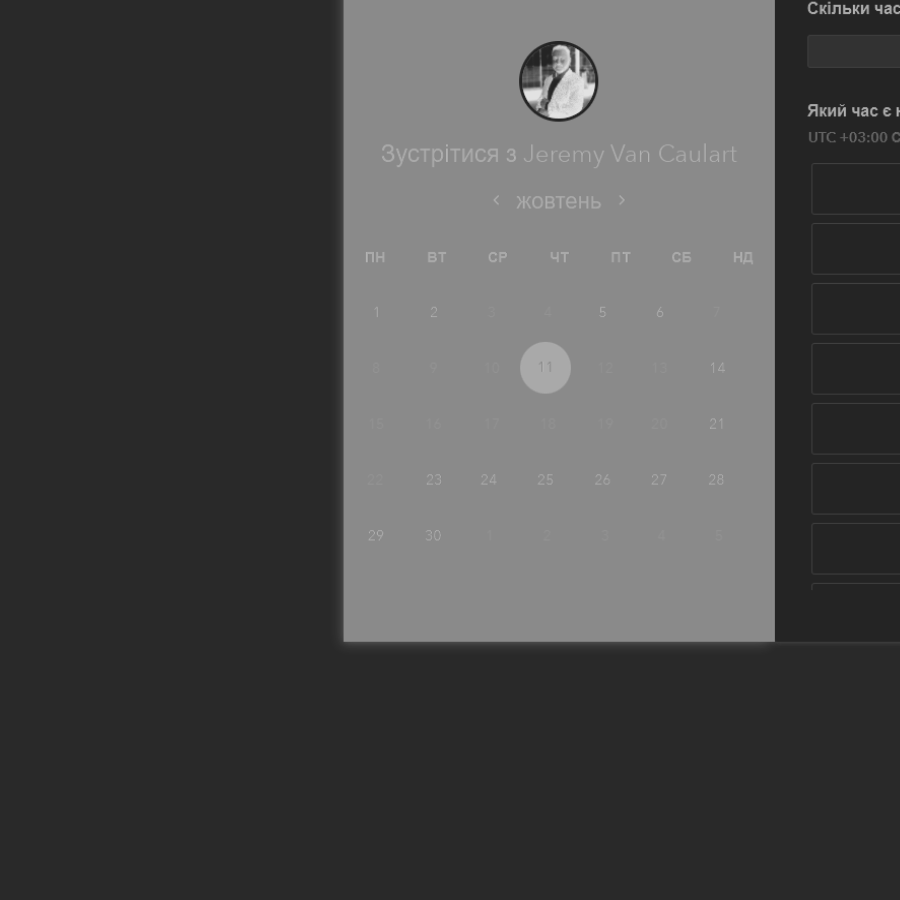 Скільки час
Зустрітися з Jeremy Van Caulart
Який час є
UTC +03:00
‹ жовтень ›
ПН ВТ СР ЧТ ПТ СБ НД
1 2 3 4 5 6 7
8 9 10 11 12 13 14
15 16 17 18 19 20 21
22 23 24 25 26 27 28
29 30 1 2 3 4 5